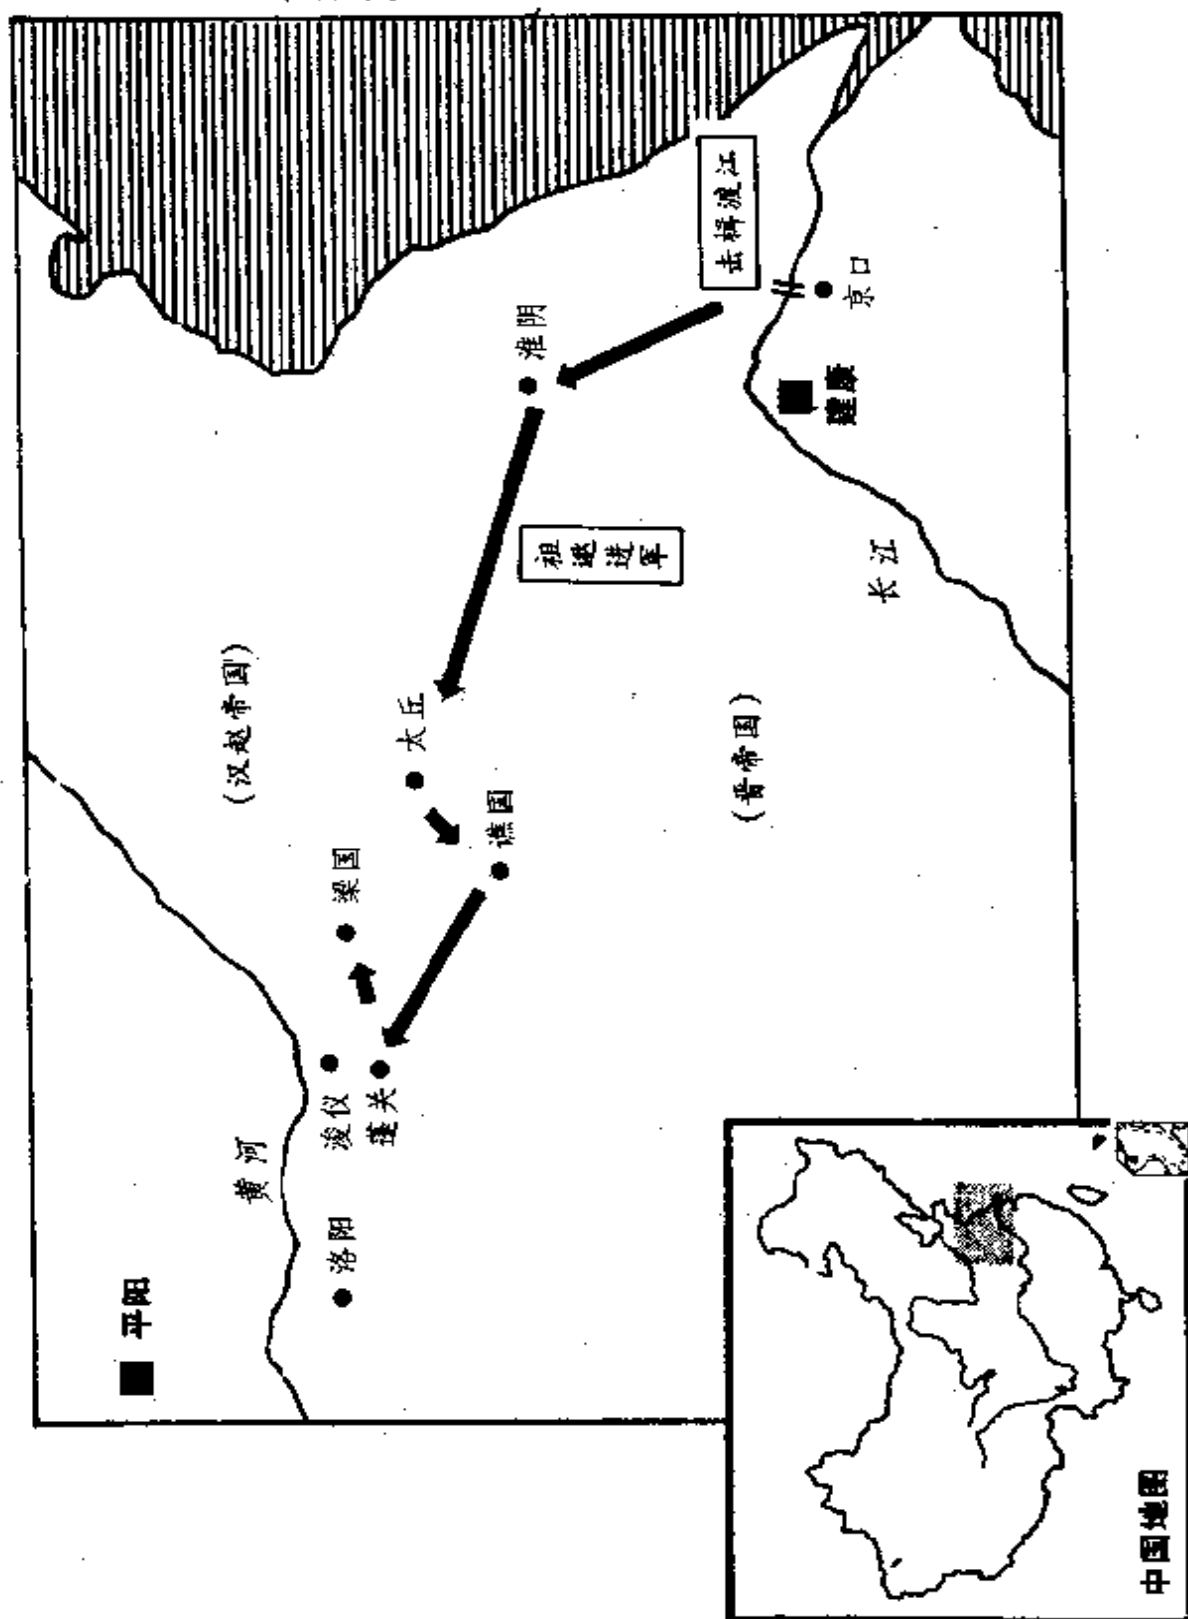 平阳
洛阳
黄河
浚仪
蓬关
梁国
(汉赵帝国)
太丘
谯国
祖逖进军
淮阴
击楫渡江
京口
建康
长江
(晋帝国)
中国地图